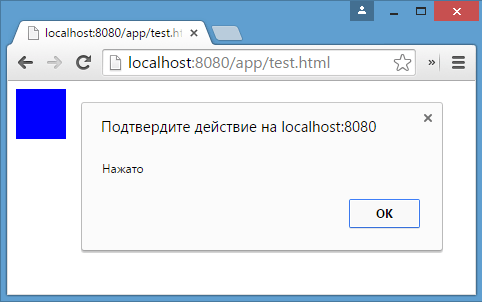 localhost:8080/app/test.ht
localhost:8080/app/test.html
Подтвердите действие на localhost:8080
Нажато
OK